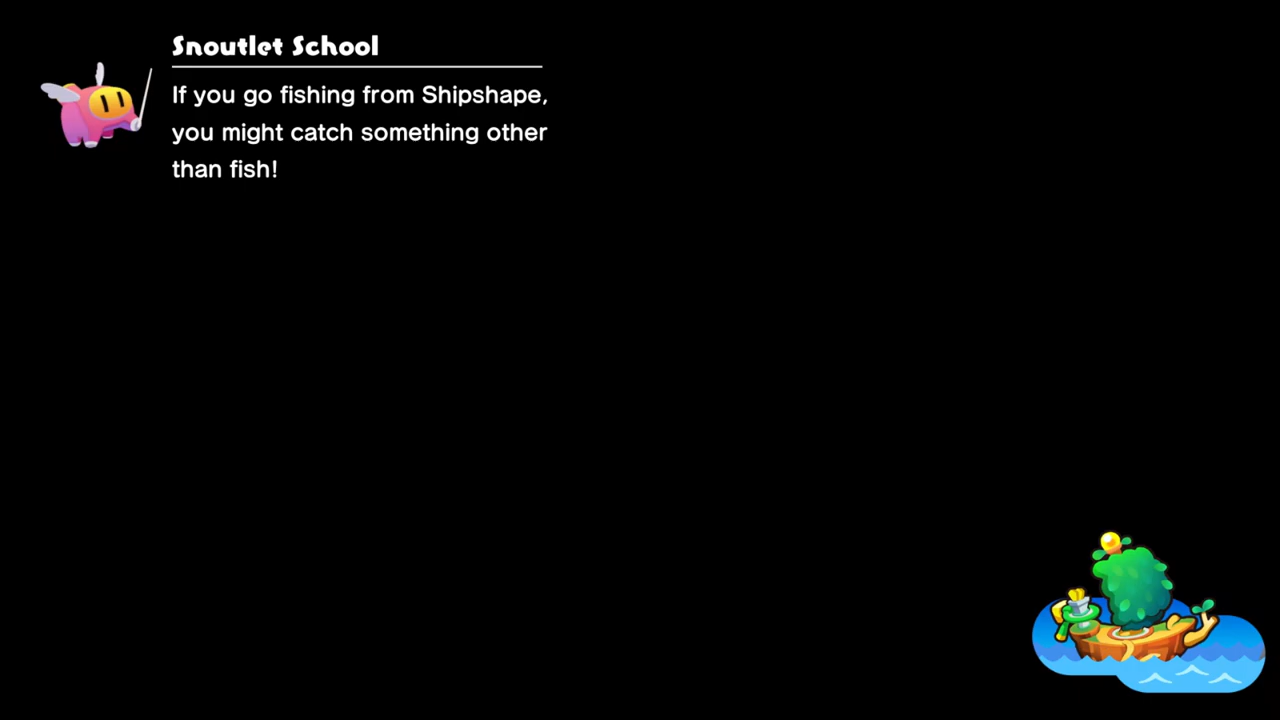 Snoutlet School
If you go fishing from Shipshape,
you might catch something other
than fish!